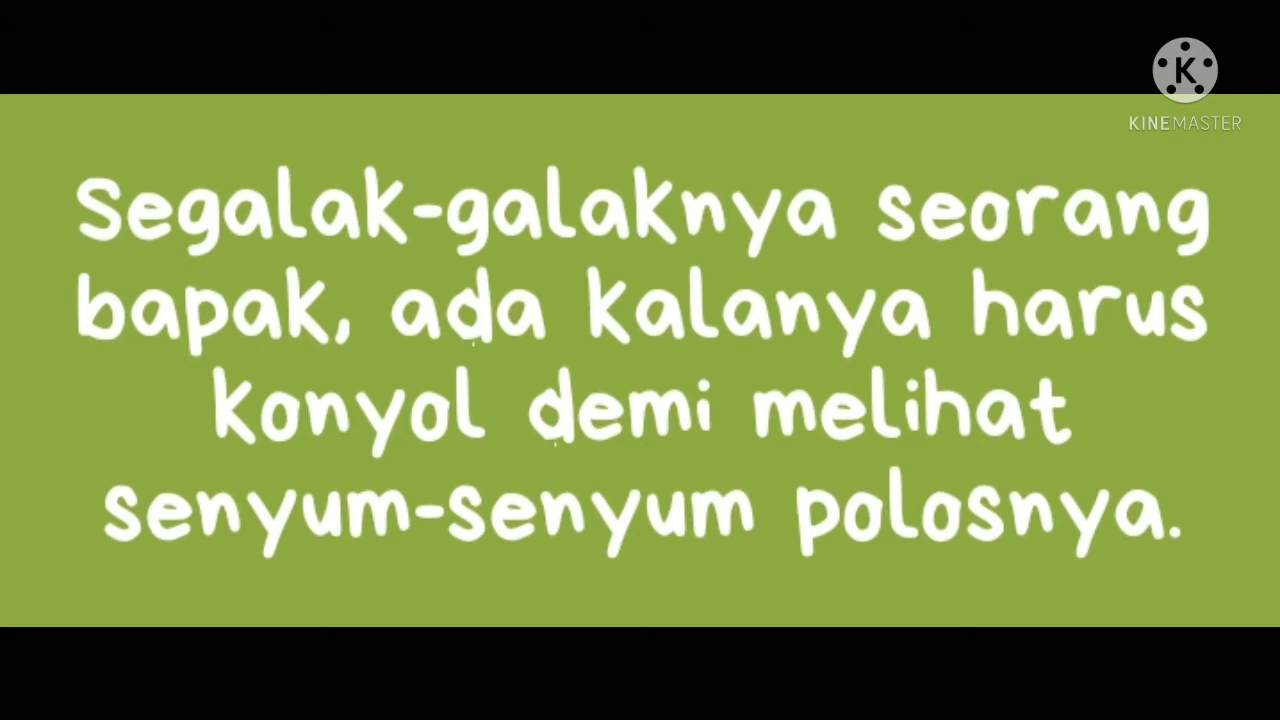 K
KINEMASTER
Segalak-galaknya seorang
bapak, ada kalanya harus
konyol demi melihat
senyum-senyum polosnya.